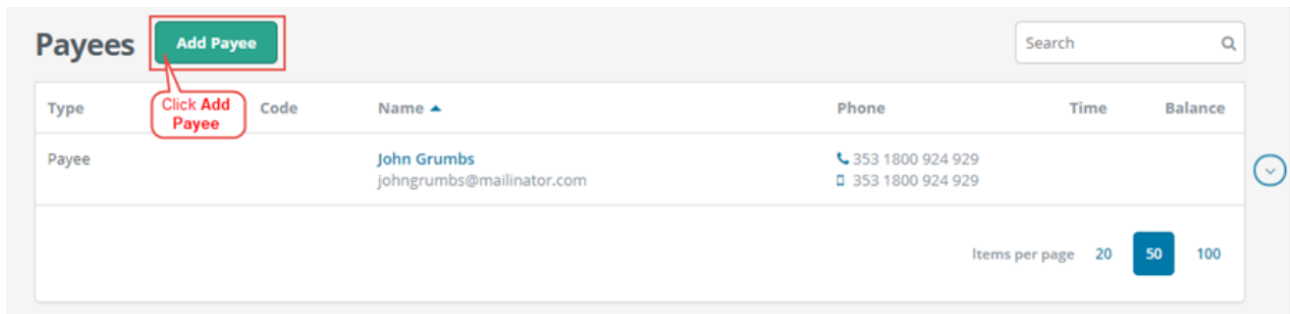 Payees Add Payee Search
Click Add
Payee
Type Code Name Phone Time Balance
Payee John Grumbs 353 1800 924 929
johngrumbs@mailinator.com 353 1800 924 929
Items per page 20 50 100